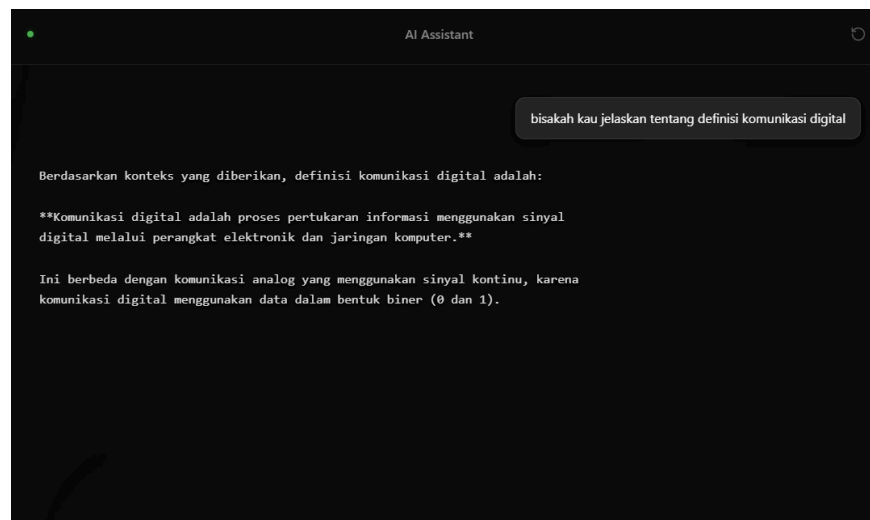 AI Assistant
bisakah kau jelaskan tentang definisi komunikasi digital
Berdasarkan konteks yang diberikan, definisi komunikasi digital adalah:
**Komunikasi digital adalah proses pertukaran informasi menggunakan sinyal
digital melalui perangkat elektronik dan jaringan komputer.**
Ini berbeda dengan komunikasi analog yang menggunakan sinyal kontinu, karena
komunikasi digital menggunakan data dalam bentuk biner (0 dan 1).